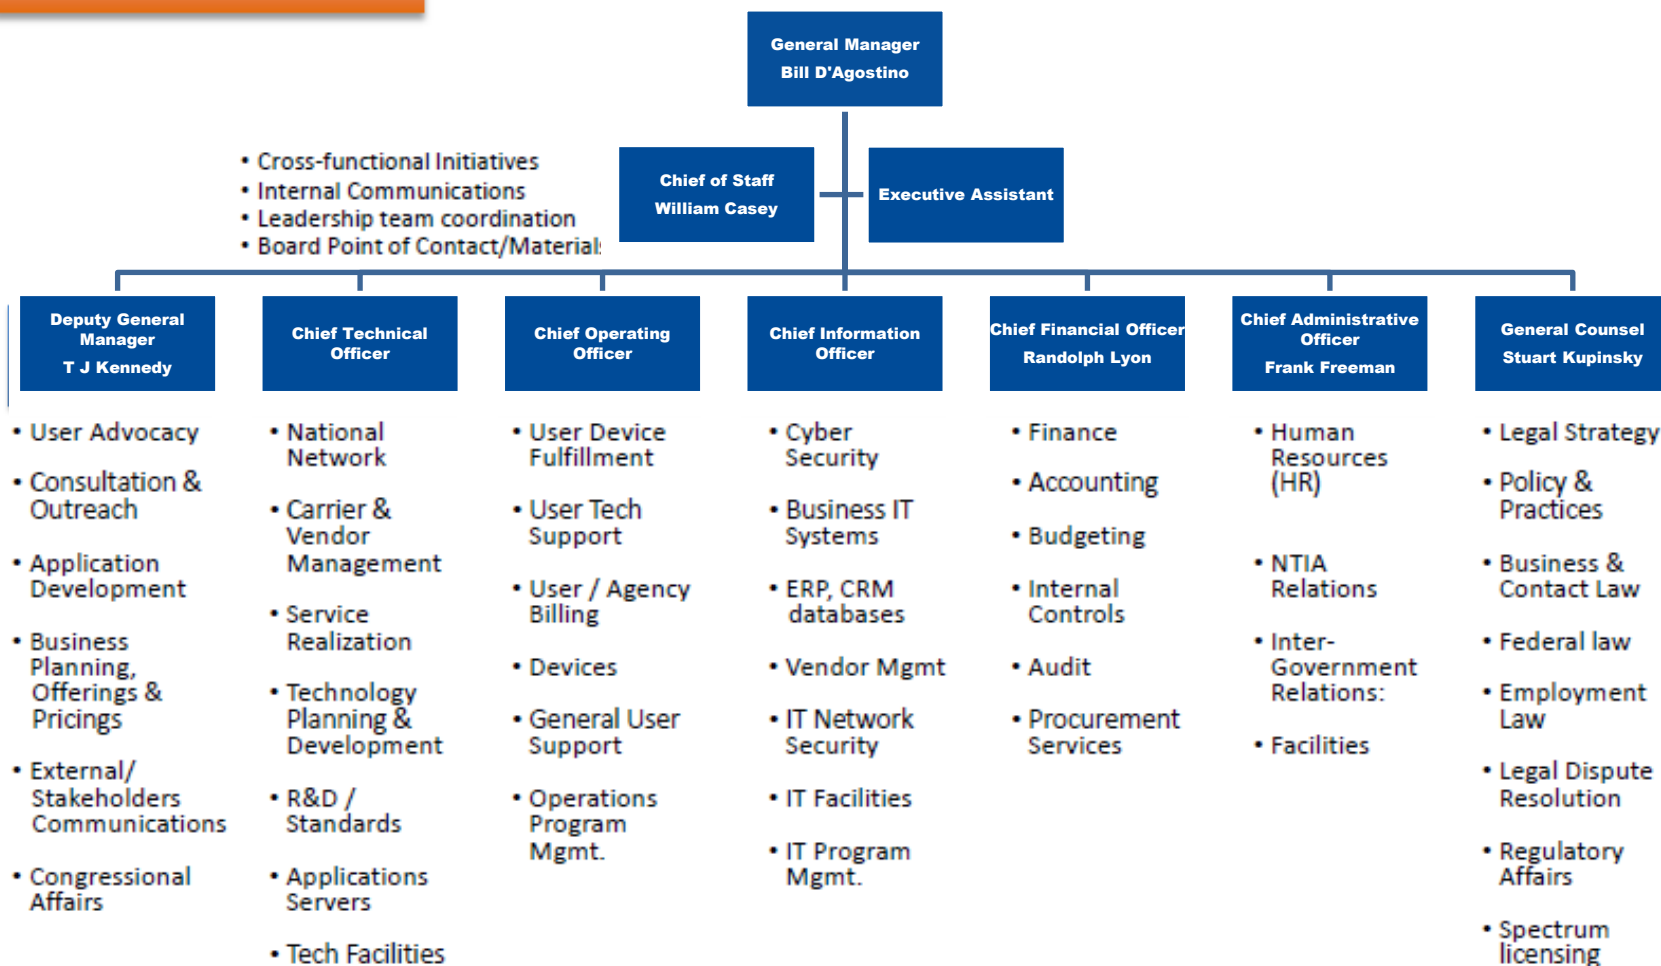 General Manager
Bill D'Agostino
• Cross-functional Initiatives
• Internal Communications
• Leadership team coordination
• Board Point of Contact/Materials
Chief of Staff
William Casey
Executive Assistant
Deputy General
Manager
T J Kennedy
• User Advocacy
• Consultation &
Outreach
• Application
Development
• Business
Planning,
Offerings &
Pricings
• External/
Stakeholders
Communications
• Congressional
Affairs
Chief Technical
Officer
• National
Network
• Carrier &
Vendor
Management
• Service
Realization
• Technology
Planning &
Development
• R&D /
Standards
• Applications
Servers
• Tech Facilities
Chief Operating
Officer
• User Device
Fulfillment
• User Tech
Support
• User / Agency
Billing
• Devices
• General User
Support
• Operations
Program
Mgmt.
Chief Information
Officer
• Cyber
Security
• Business IT
Systems
• ERP, CRM
databases
• Vendor Mgmt
• IT Network
Security
• IT Facilities
• IT Program
Mgmt.
Chief Financial Officer
Randolph Lyon
• Finance
• Accounting
• Budgeting
• Internal
Controls
• Audit
• Procurement
Services
Chief Administrative
Officer
Frank Freeman
• Human
Resources
(HR)
• NTIA
Relations
• Inter-
Government
Relations:
• Facilities
General Counsel
Stuart Kupinsky
• Legal Strategy
• Policy &
Practices
• Business &
Contact Law
• Federal law
• Employment
Law
• Legal Dispute
Resolution
• Regulatory
Affairs
• Spectrum
licensing